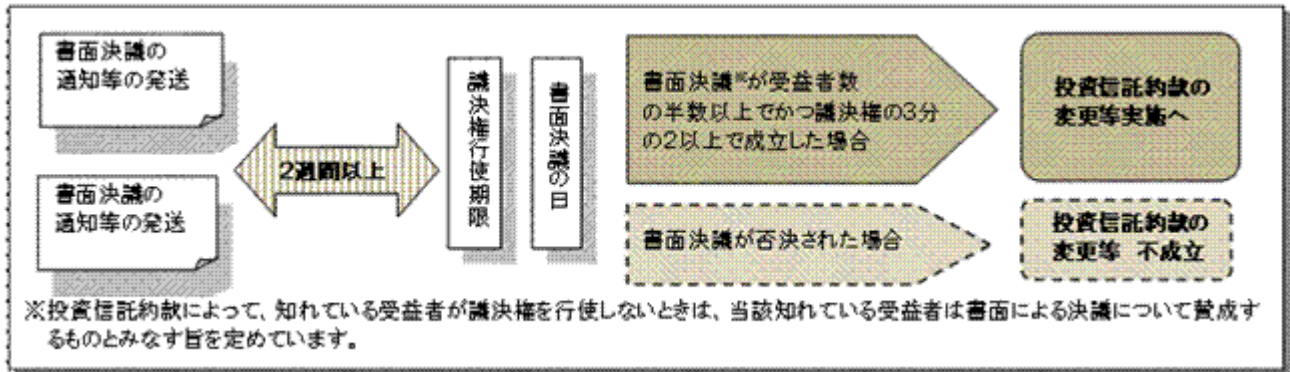 書面決議の
通知等の発送
書面決議の
通知等の発送
2週間以上
議決権行使期限
書面決議の日
書面決議※が受益者数
の半数以上でかつ議決権の3分
の2以上で成立した場合
投資信託約款の
変更等実施へ
書面決議が否決された場合
投資信託約款の
変更等 不成立
※投資信託約款によって、知れている受益者が議決権を行使しないときは、当該知れている受益者は書面による決議について賛成す
るものとみなす旨を定めています。